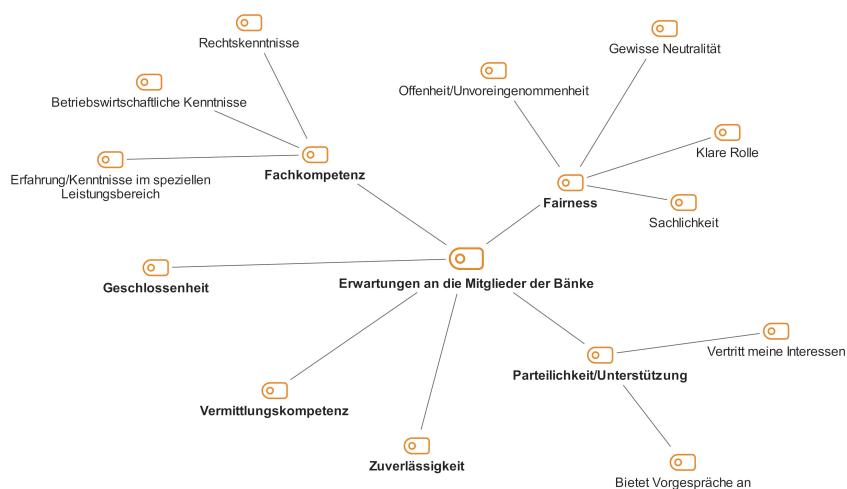 Rechtskenntnisse
Gewisse Neutralität
Offenheit/Unvoreingenommenheit
Betriebswirtschaftliche Kenntnisse
Klare Rolle
Erfahrung/Kenntnisse im speziellen
Leistungsbereich
Fachkompetenz
Fairness
Sachlichkeit
Geschlossenheit
Erwartungen an die Mitglieder der Bänke
Vertritt meine Interessen
Parteilichkeit/Unterstützung
Vermittlungskompetenz
Zuverlässigkeit
Bietet Vorgespräche an